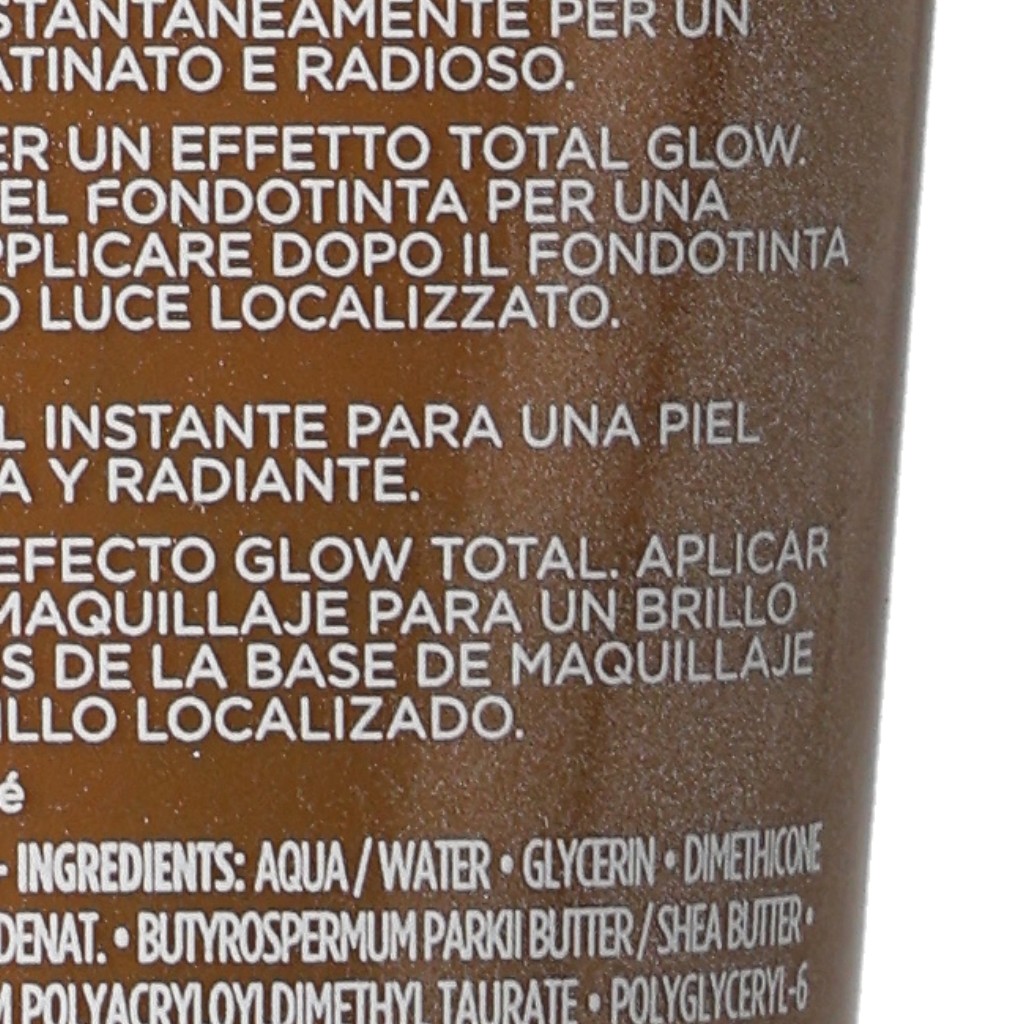 STANTANEAMENTE PER UN
ATINATO E RADIOSO.
ER UN EFFETTO TOTAL GLOW.
EL FONDOTINTA PER UNA
PPLICARE DOPO IL FONDOTINTA
O LUCE LOCALIZZATO.
L INSTANTE PARA UNA PIEL
A Y RADIANTE.
EFECTO GLOW TOTAL. APLICAR
MAQUILLAJE PARA UN BRILLO
S DE LA BASE DE MAQUILLAJE
ILLO LOCALIZADO.
é
- INGREDIENTS: AQUA / WATER • GLYCERIN • DIMETHICONE
DENAT. • BUTYROSPERMUM PARKII BUTTER / SHEA BUTTER •
M POLYACRYLOYLDIMETHYL TAURATE • POLYGLYCERYL-6